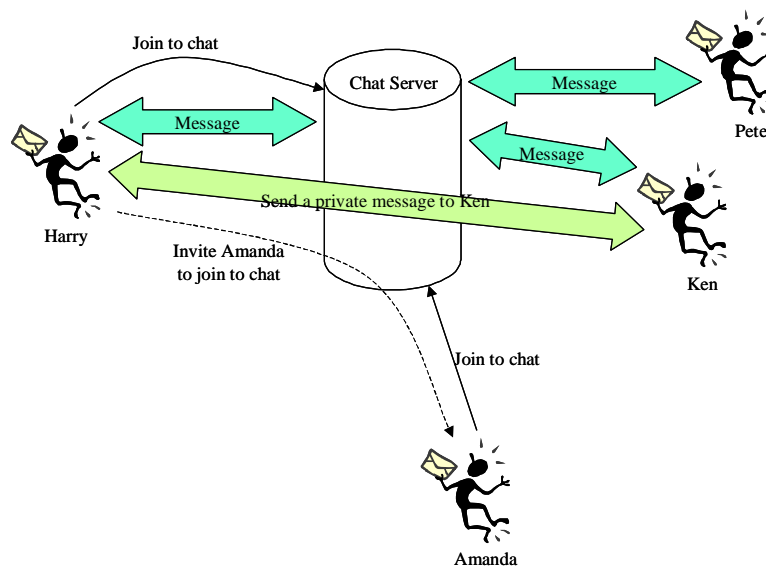 Join to chat
Chat Server
Message
Message
Pete
Message
Send a private message to Ken
Harry
Invite Amanda
to join to chat
Ken
Join to chat
Amanda